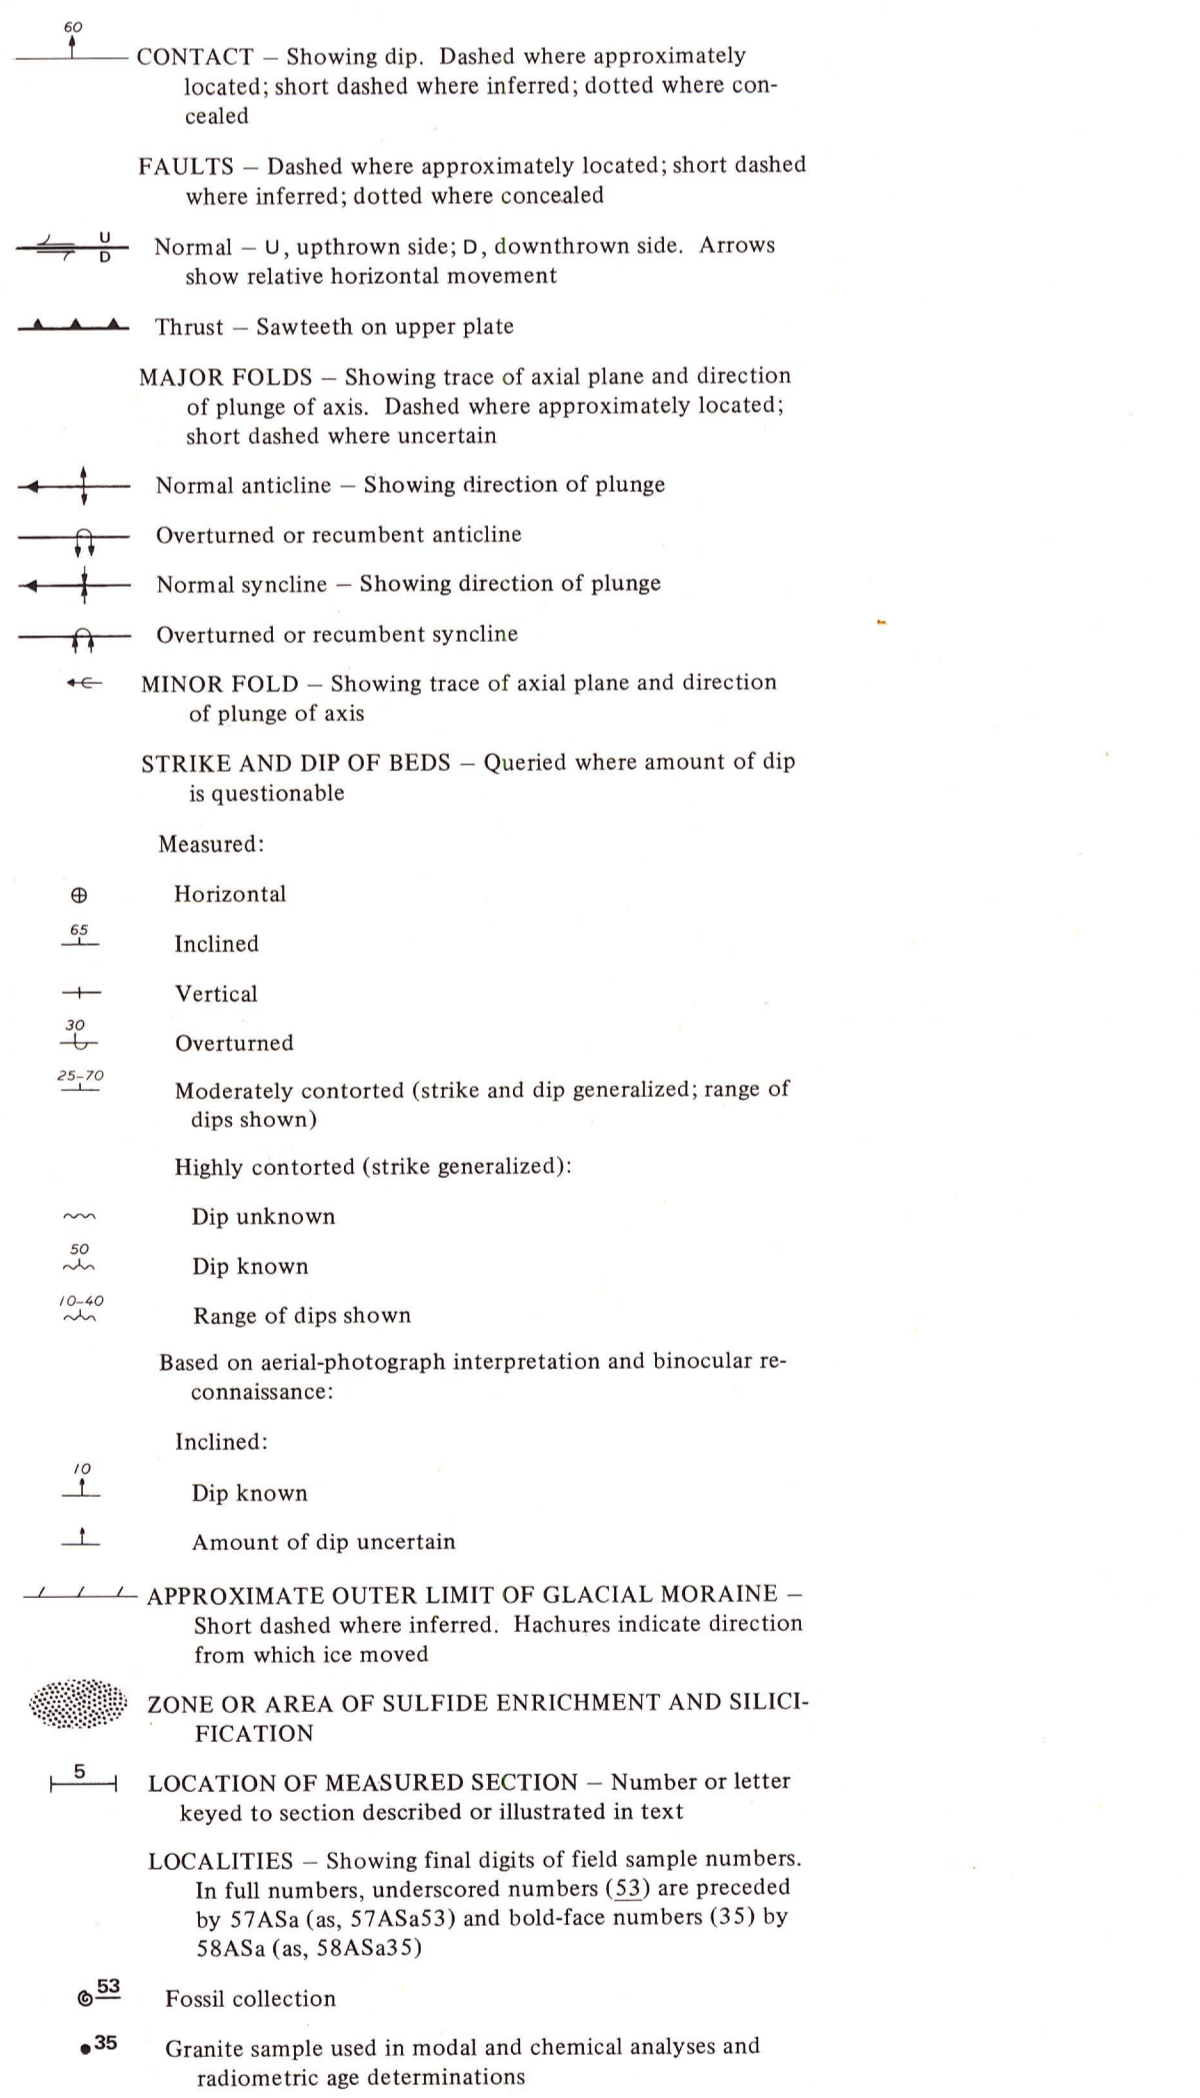 60
CONTACT — Showing dip. Dashed where approximately
located; short dashed where inferred; dotted where con-
cealed
FAULTS — Dashed where approximately located; short dashed
where inferred; dotted where concealed
U
D
Normal — U, upthrown side; D, downthrown side. Arrows
show relative horizontal movement
Thrust — Sawteeth on upper plate
MAJOR FOLDS — Showing trace of axial plane and direction
of plunge of axis. Dashed where approximately located;
short dashed where uncertain
Normal anticline — Showing direction of plunge
Overturned or recumbent anticline
Normal syncline — Showing direction of plunge
Overturned or recumbent syncline
MINOR FOLD — Showing trace of axial plane and direction
of plunge of axis
STRIKE AND DIP OF BEDS — Queried where amount of dip
is questionable
Measured:
Horizontal
65
Inclined
Vertical
30
Overturned
25-70
Moderately contorted (strike and dip generalized; range of
dips shown)
Highly contorted (strike generalized):
Dip unknown
50
Dip known
10-40
Range of dips shown
Based on aerial-photograph interpretation and binocular re-
connaissance:
Inclined:
10
Dip known
Amount of dip uncertain
APPROXIMATE OUTER LIMIT OF GLACIAL MORAINE —
Short dashed where inferred. Hachures indicate direction
from which ice moved
ZONE OR AREA OF SULFIDE ENRICHMENT AND SILICI-
FICATION
5
LOCATION OF MEASURED SECTION — Number or letter
keyed to section described or illustrated in text
LOCALITIES — Showing final digits of field sample numbers.
In full numbers, underscored numbers (53) are preceded
by 57ASa (as, 57ASa53) and bold-face numbers (35) by
58ASa (as, 58ASa35)
53
Fossil collection
35
Granite sample used in modal and chemical analyses and
radiometric age determinations